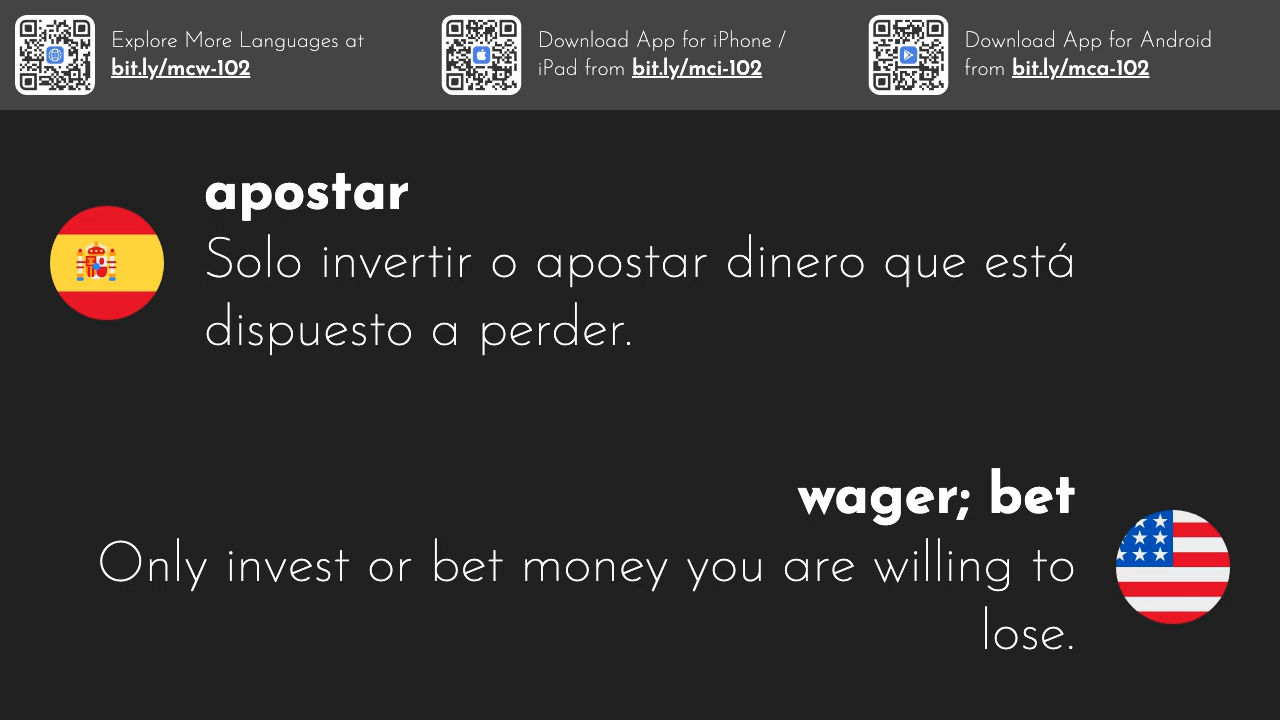 Explore More Languages at
bit.ly/mcw-102
Download App for iPhone /
iPad from bit.ly/mci-102
Download App for Android
from bit.ly/mca-102
apostar
Solo invertir o apostar dinero que está
dispuesto a perder.
wager; bet
Only invest or bet money you are willing to
lose.